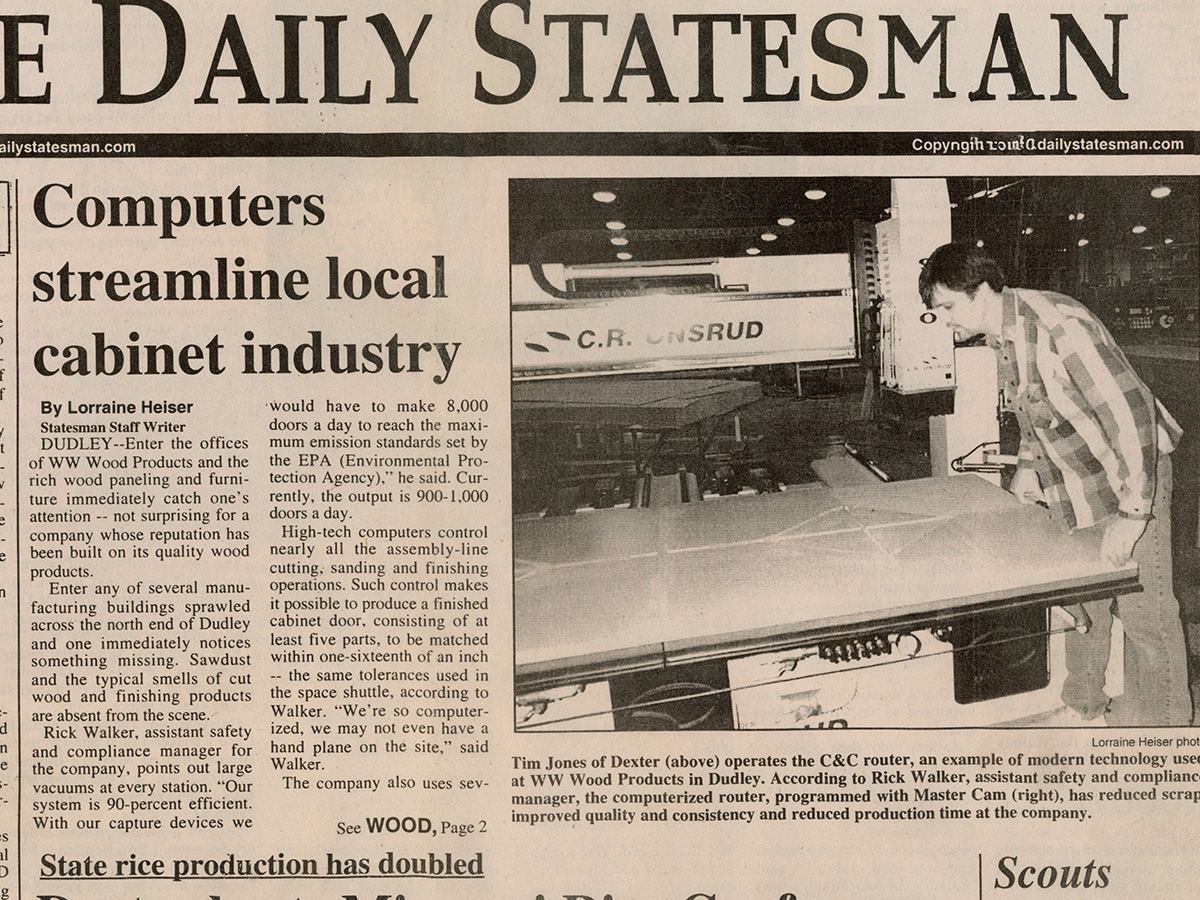 E DAILY STATESMAN
ailystatesman.com
dailystatesman.com
Computers
streamline local
cabinet industry
By Lorraine Heiser
Statesman Staff Writer
DUDLEY--Enter the offices
of WW Wood Products and the
rich wood paneling and furni-
ture immediately catch one's
attention -- not surprising for a
company whose reputation has
been built on its quality wood
products.
Enter any of several manu-
facturing buildings sprawled
across the north end of Dudley
and one immediately notices
something missing. Sawdust
and the typical smells of cut
wood and finishing products
are absent from the scene.
Rick Walker, assistant safety
and compliance manager for
the company, points out large
vacuums at every station. “Our
system is 90-percent efficient.
With our capture devices we
would have to make 8,000
doors a day to reach the maxi-
mum emission standards set by
the EPA (Environmental Pro-
tection Agency),” he said. Cur-
rently, the output is 900-1,000
doors a day.
High-tech computers control
nearly all the assembly-line
cutting, sanding and finishing
operations. Such control makes
it possible to produce a finished
cabinet door, consisting of at
least five parts, to be matched
within one-sixteenth of an inch
-- the same tolerances used in
the space shuttle, according to
Walker. “We're so computer-
ized, we may not even have a
hand plane on the site,” said
Walker.
The company also uses sev-
See WOOD, Page 2
C.R. ONSRUD
Lorraine Heiser phot
Tim Jones of Dexter (above) operates the C&C router, an example of modern technology used
at WW Wood Products in Dudley. According to Rick Walker, assistant safety and compliance
manager, the computerized router, programmed with Master Cam (right), has reduced scrap,
improved quality and consistency and reduced production time at the company.
State rice production has doubled
Scouts